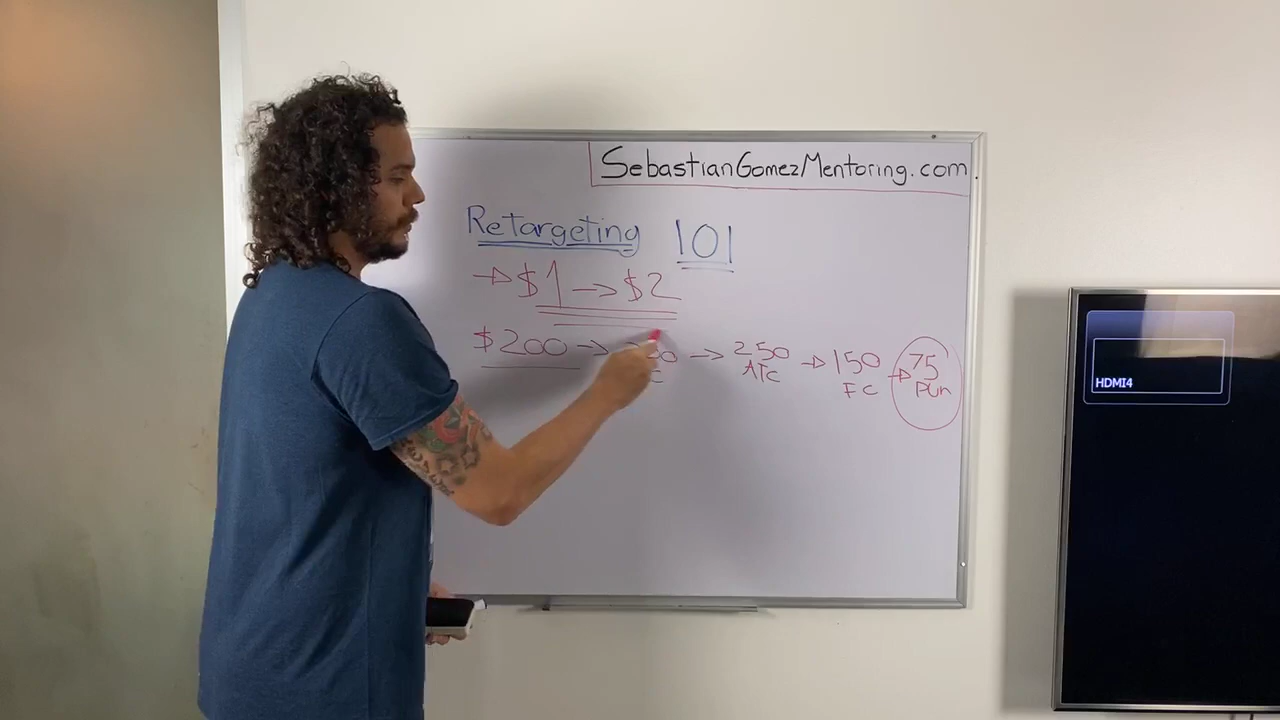 SebastianGomezMentoring.com
Retargeting 101
→ $1 → $2
$200 → → 250 → 150 → 75
ATC FC Pur
HDMI4